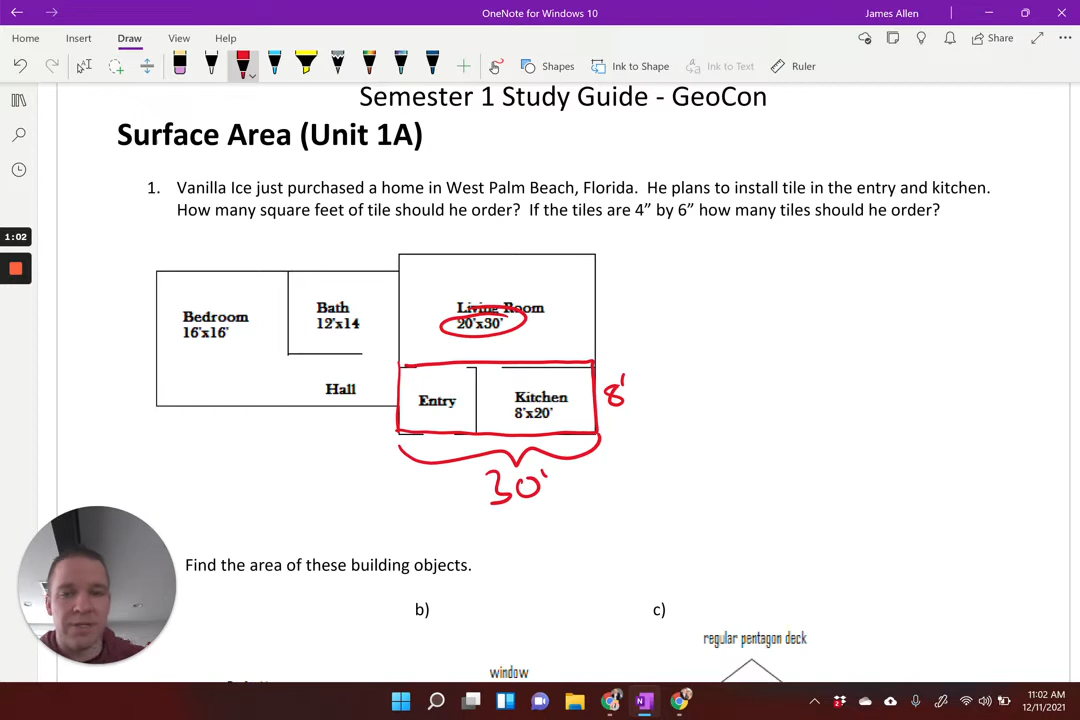 OneNote for Windows 10
James Allen
Home Insert Draw View Help
Share
Shapes Ink to Shape Ink to Text Ruler
Semester 1 Study Guide - GeoCon
Surface Area (Unit 1A)
1. Vanilla Ice just purchased a home in West Palm Beach, Florida. He plans to install tile in the entry and kitchen.
How many square feet of tile should he order? If the tiles are 4” by 6” how many tiles should he order?
1:02
Living Room
20'x30'
Bedroom
16'x16'
Bath
12'x14
Hall
Entry
Kitchen
8'x20'
8'
30'
Find the area of these building objects.
b) c)
regular pentagon deck
window
11:02 AM
12/11/2021